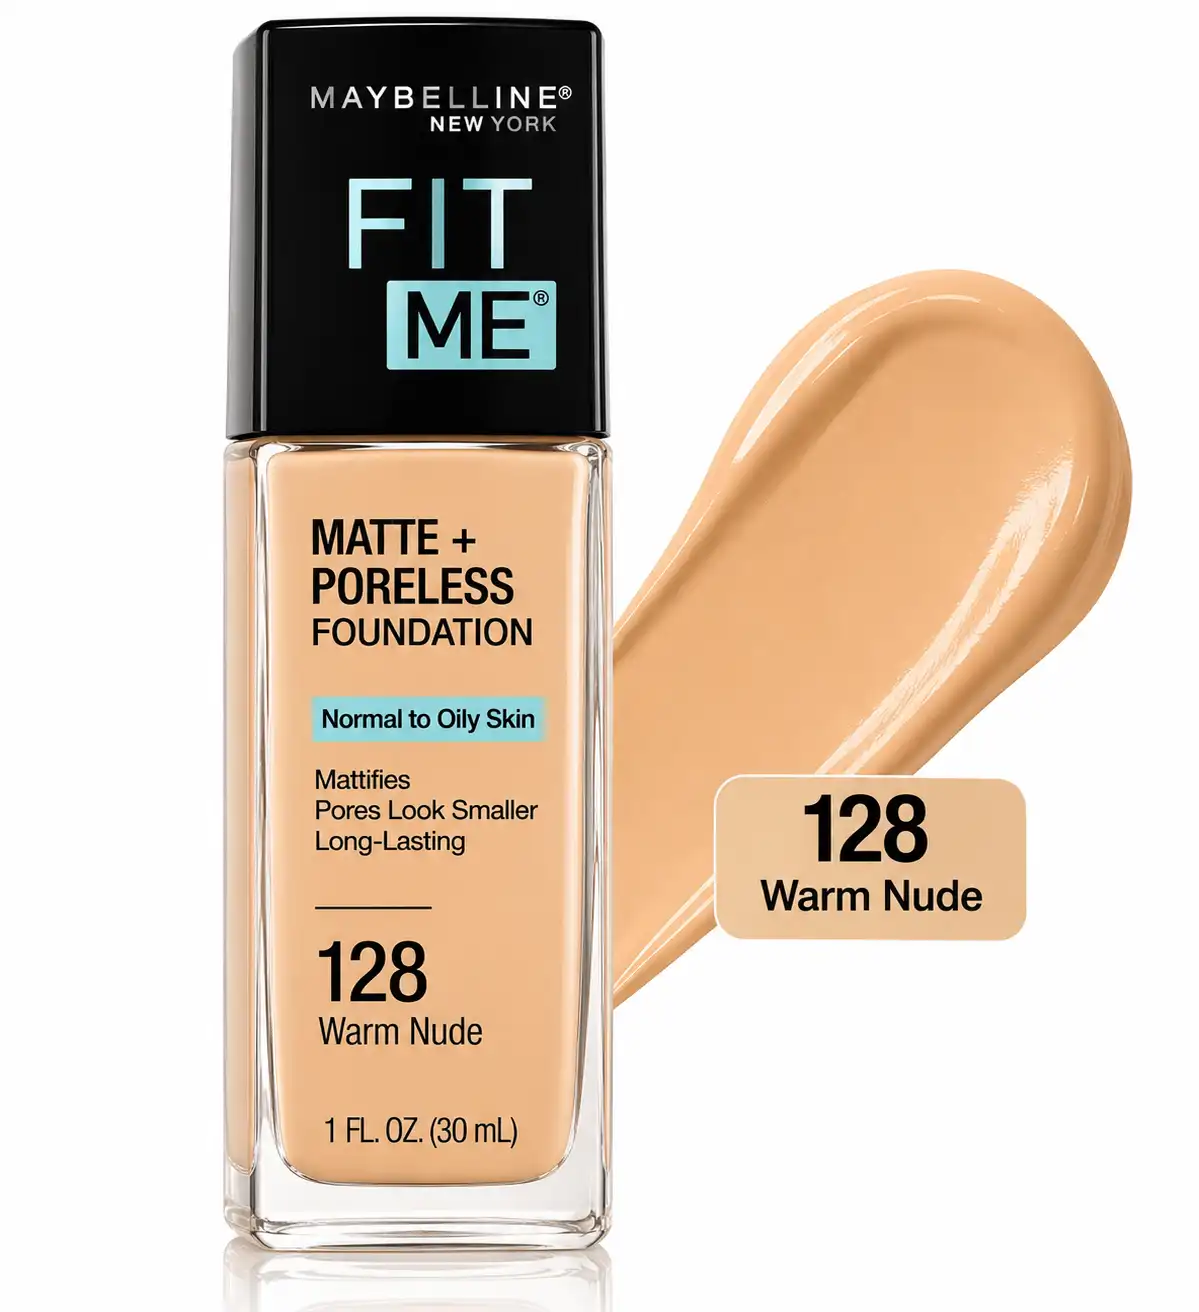 MAYBELLINE®
NEW YORK
FIT
ME®
MATTE +
PORELESS
FOUNDATION
Normal to Oily Skin
Mattifies
Pores Look Smaller
Long-Lasting
128
Warm Nude
1 FL. OZ. (30 mL)
128
Warm Nude